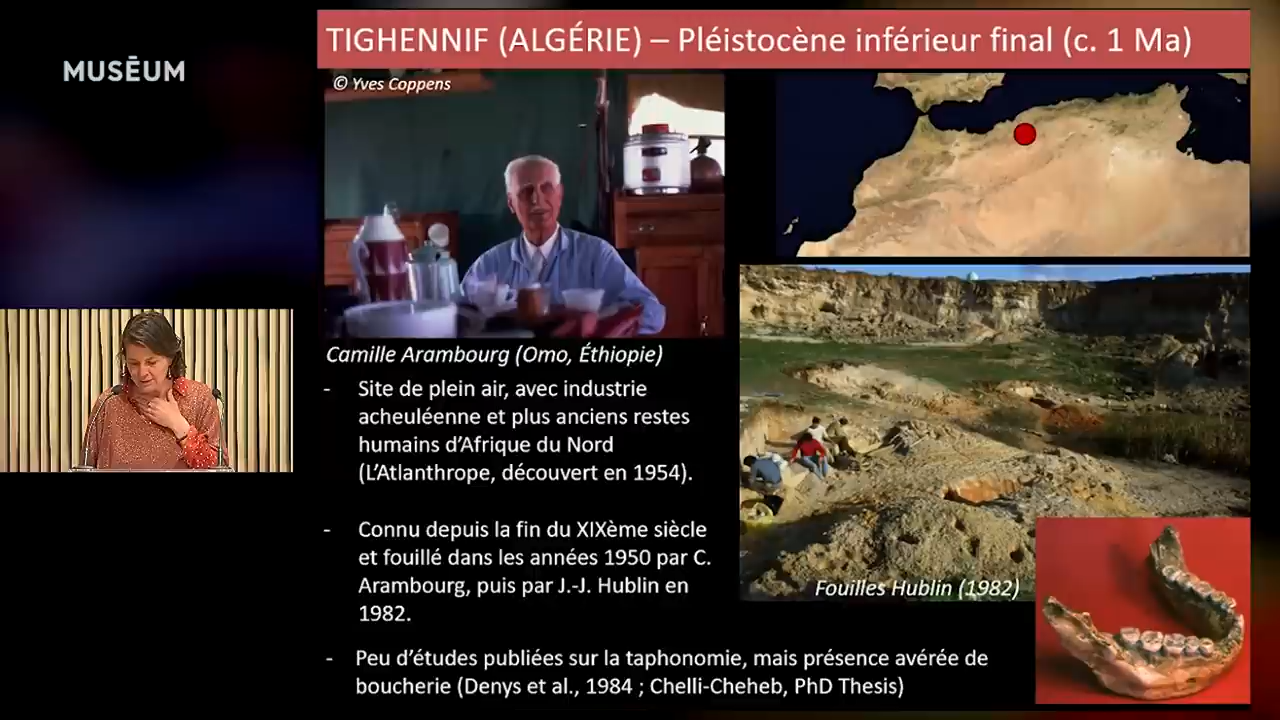 MUSĒUM
TIGHENNIF (ALGÉRIE) – Pléistocène inférieur final (c. 1 Ma)
© Yves Coppens
Camille Arambourg (Omo, Éthiopie)
- Site de plein air, avec industrie
acheuléenne et plus anciens restes
humains d’Afrique du Nord
(L’Atlanthrope, découvert en 1954).
- Connu depuis la fin du XIXème siècle
et fouillé dans les années 1950 par C.
Arambourg, puis par J.-J. Hublin en
1982.
- Peu d’études publiées sur la taphonomie, mais présence avérée de
boucherie (Denys et al., 1984 ; Chelli-Cheheb, PhD Thesis)
Fouilles Hublin (1982)